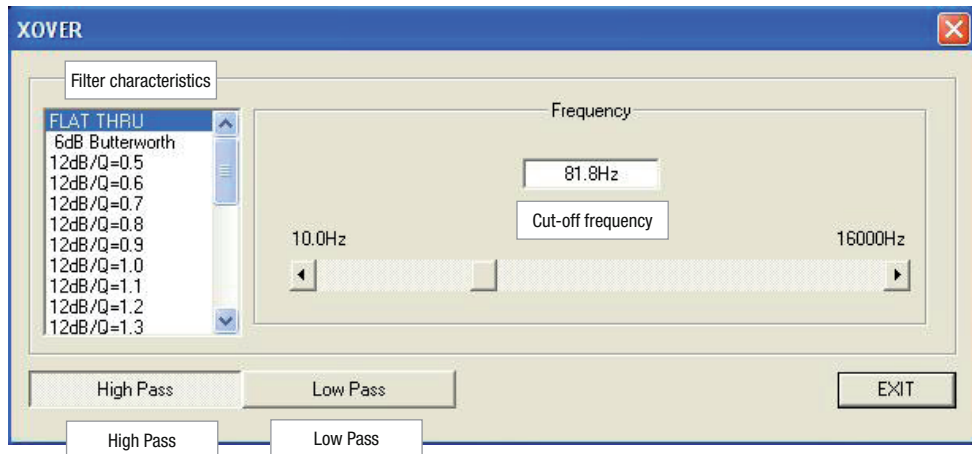 XOVER
Filter characteristics
FLAT THRU
6dB Butterworth
12dB/Q=0.5
12dB/Q=0.6
12dB/Q=0.7
12dB/Q=0.8
12dB/Q=0.9
12dB/Q=1.0
12dB/Q=1.1
12dB/Q=1.2
12dB/Q=1.3
Frequency
81.8Hz
Cut-off frequency
10.0Hz
16000Hz
High Pass
Low Pass
EXIT
High Pass
Low Pass